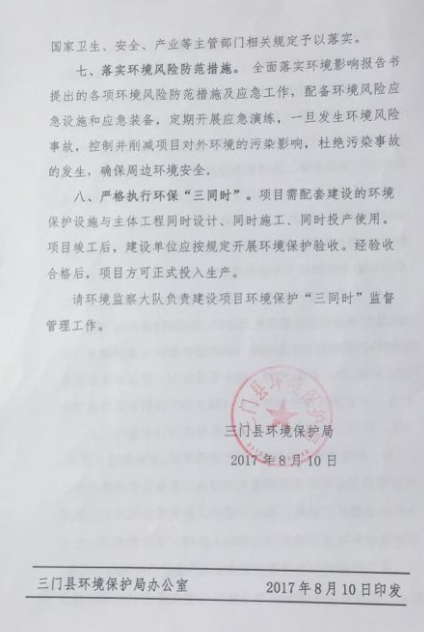 国家卫生、安全、产业等主管部门相关规定予以落实。
七、落实环境风险防范措施。全面落实环境影响报告书
提出的各项环境风险防范措施及应急工作，配备环境风险应
急设施和应急装备，定期开展应急演练，一旦发生环境风险
事故，控制并削减项目对外环境的污染影响，杜绝污染事故
的发生，确保周边环境安全。
八、严格执行环保“三同时”。项目需配套建设的环境
保护设施与主体工程同时设计、同时施工、同时投产使用。
项目竣工后，建设单位应按规定开展环境保护验收。经验收
合格后，项目方可正式投入生产。
请环境监察大队负责建设项目环境保护“三同时”监督
管理工作。
三门县环境保护局
三门县环境保护局
2017年8月10日
三门县环境保护局办公室 2017年8月10日印发